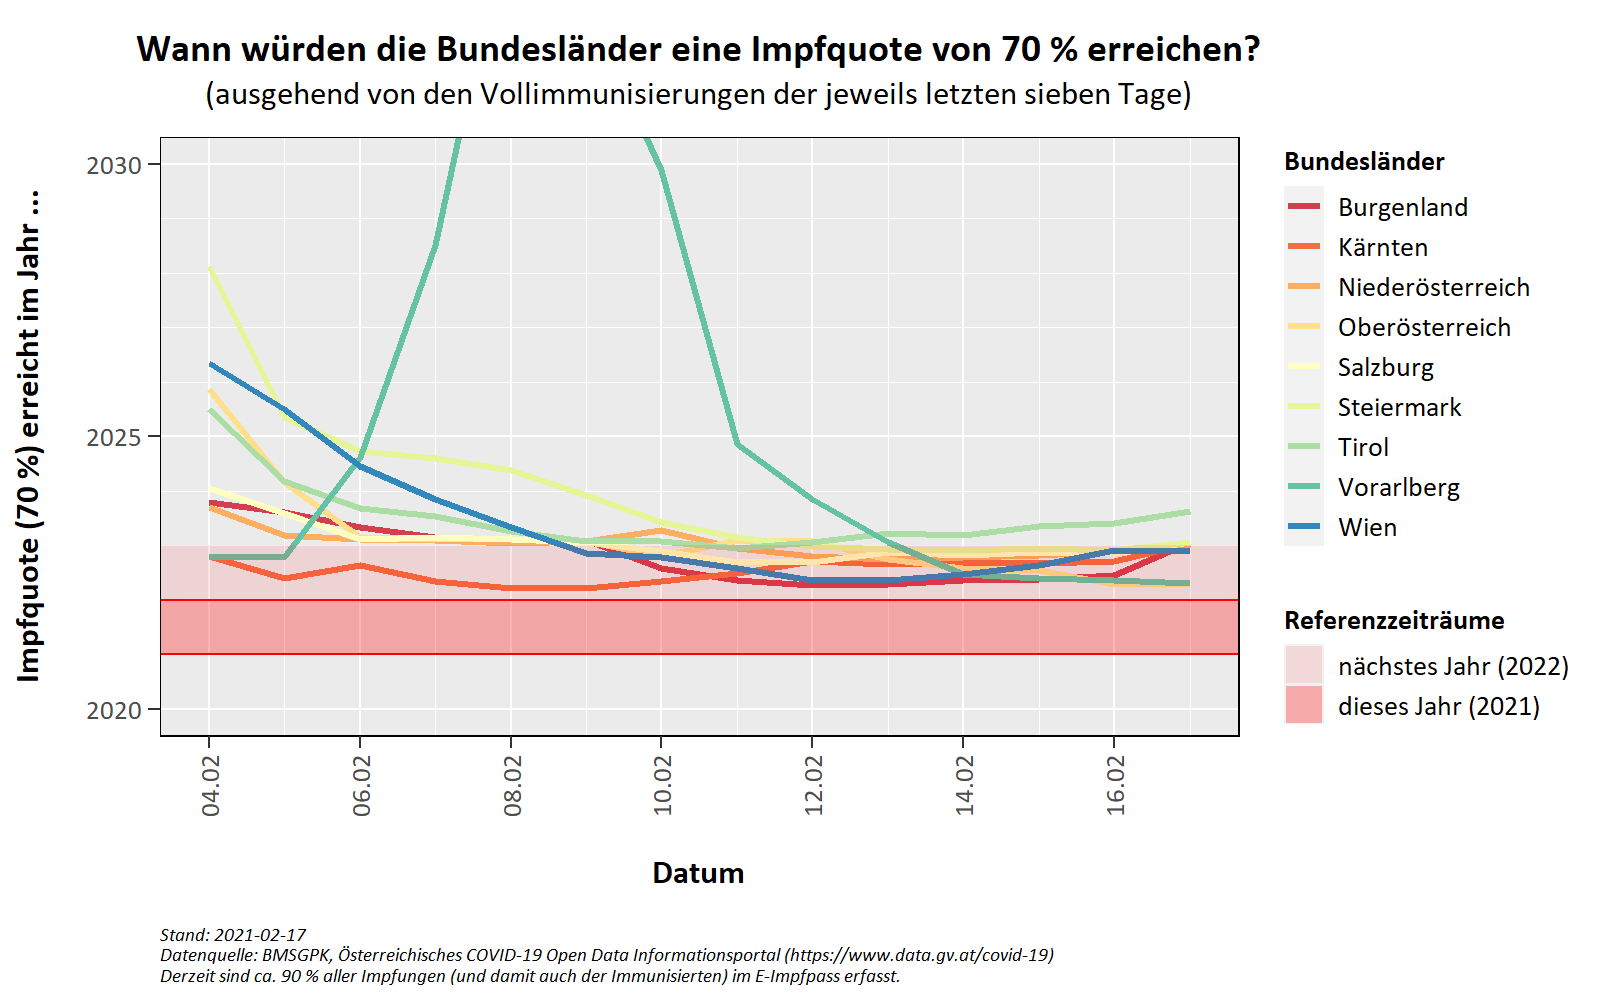 Wann würden die Bundesländer eine Impfquote von 70 % erreichen?
(ausgehend von den Vollimmunisierungen der jeweils letzten sieben Tage)
Impfquote (70 %) erreicht im Jahr ...
2030
2025
2020
04.02
06.02
08.02
10.02
12.02
14.02
16.02
Datum
Bundesländer
Burgenland
Kärnten
Niederösterreich
Oberösterreich
Salzburg
Steiermark
Tirol
Vorarlberg
Wien
Referenzzeiträume
nächstes Jahr (2022)
dieses Jahr (2021)
Stand: 2021-02-17
Datenquelle: BMSGPK, Österreichisches COVID-19 Open Data Informationsportal (https://www.data.gv.at/covid-19)
Derzeit sind ca. 90 % aller Impfungen (und damit auch der Immunisierten) im E-Impfpass erfasst.